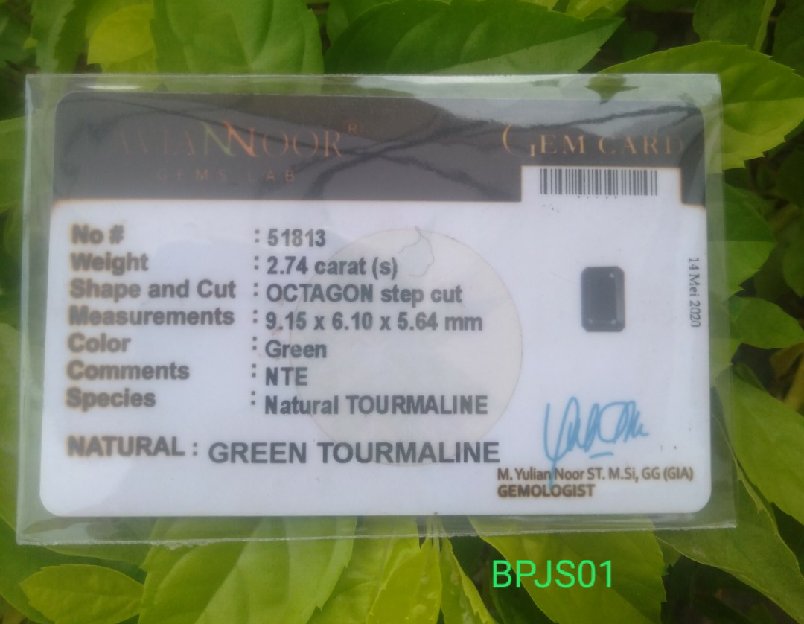 AVIANNOOR R
GEMS LAB
GEM CARD
No # : 51813
Weight : 2.74 carat (s)
Shape and Cut : OCTAGON step cut
Measurements : 9.15 x 6.10 x 5.64 mm
Color : Green
Comments : NTE
Species : Natural TOURMALINE
NATURAL : GREEN TOURMALINE
14 Mei 2020
M. Yulian Noor ST. M.Si, GG (GIA)
GEMOLOGIST
BPJS01